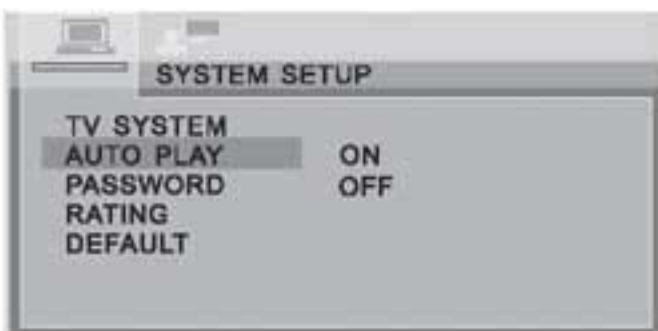 SYSTEM SETUP
TV SYSTEM
AUTO PLAY ON
PASSWORD OFF
RATING
DEFAULT